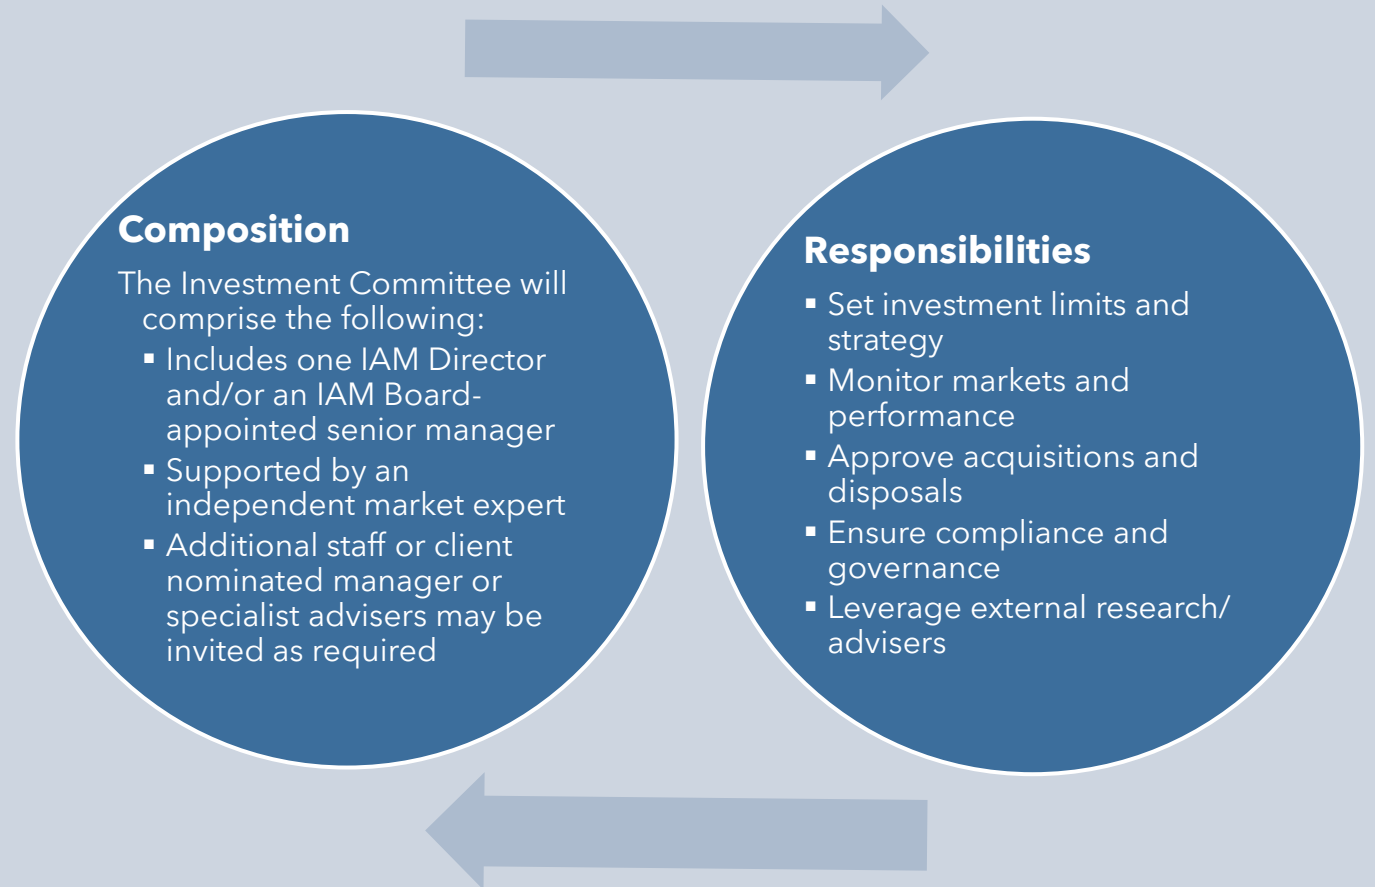 Composition
The Investment Committee will
comprise the following:
▪ Includes one IAM Director
and/or an IAM Board-
appointed senior manager
▪ Supported by an
independent market expert
▪ Additional staff or client
nominated manager or
specialist advisers may be
invited as required
Responsibilities
▪ Set investment limits and
strategy
▪ Monitor markets and
performance
▪ Approve acquisitions and
disposals
▪ Ensure compliance and
governance
▪ Leverage external research/
advisers